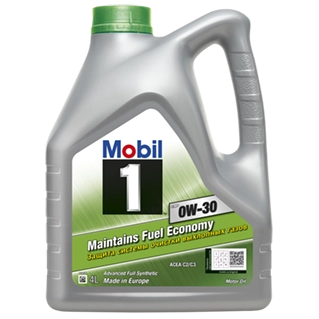 Mobil
1
0W-30
Maintains Fuel Economy
Защита системы очистки выхлопных газов
ACEA C2/C3
4L
Advanced Full Synthetic
Made in Europe
Motor Oil